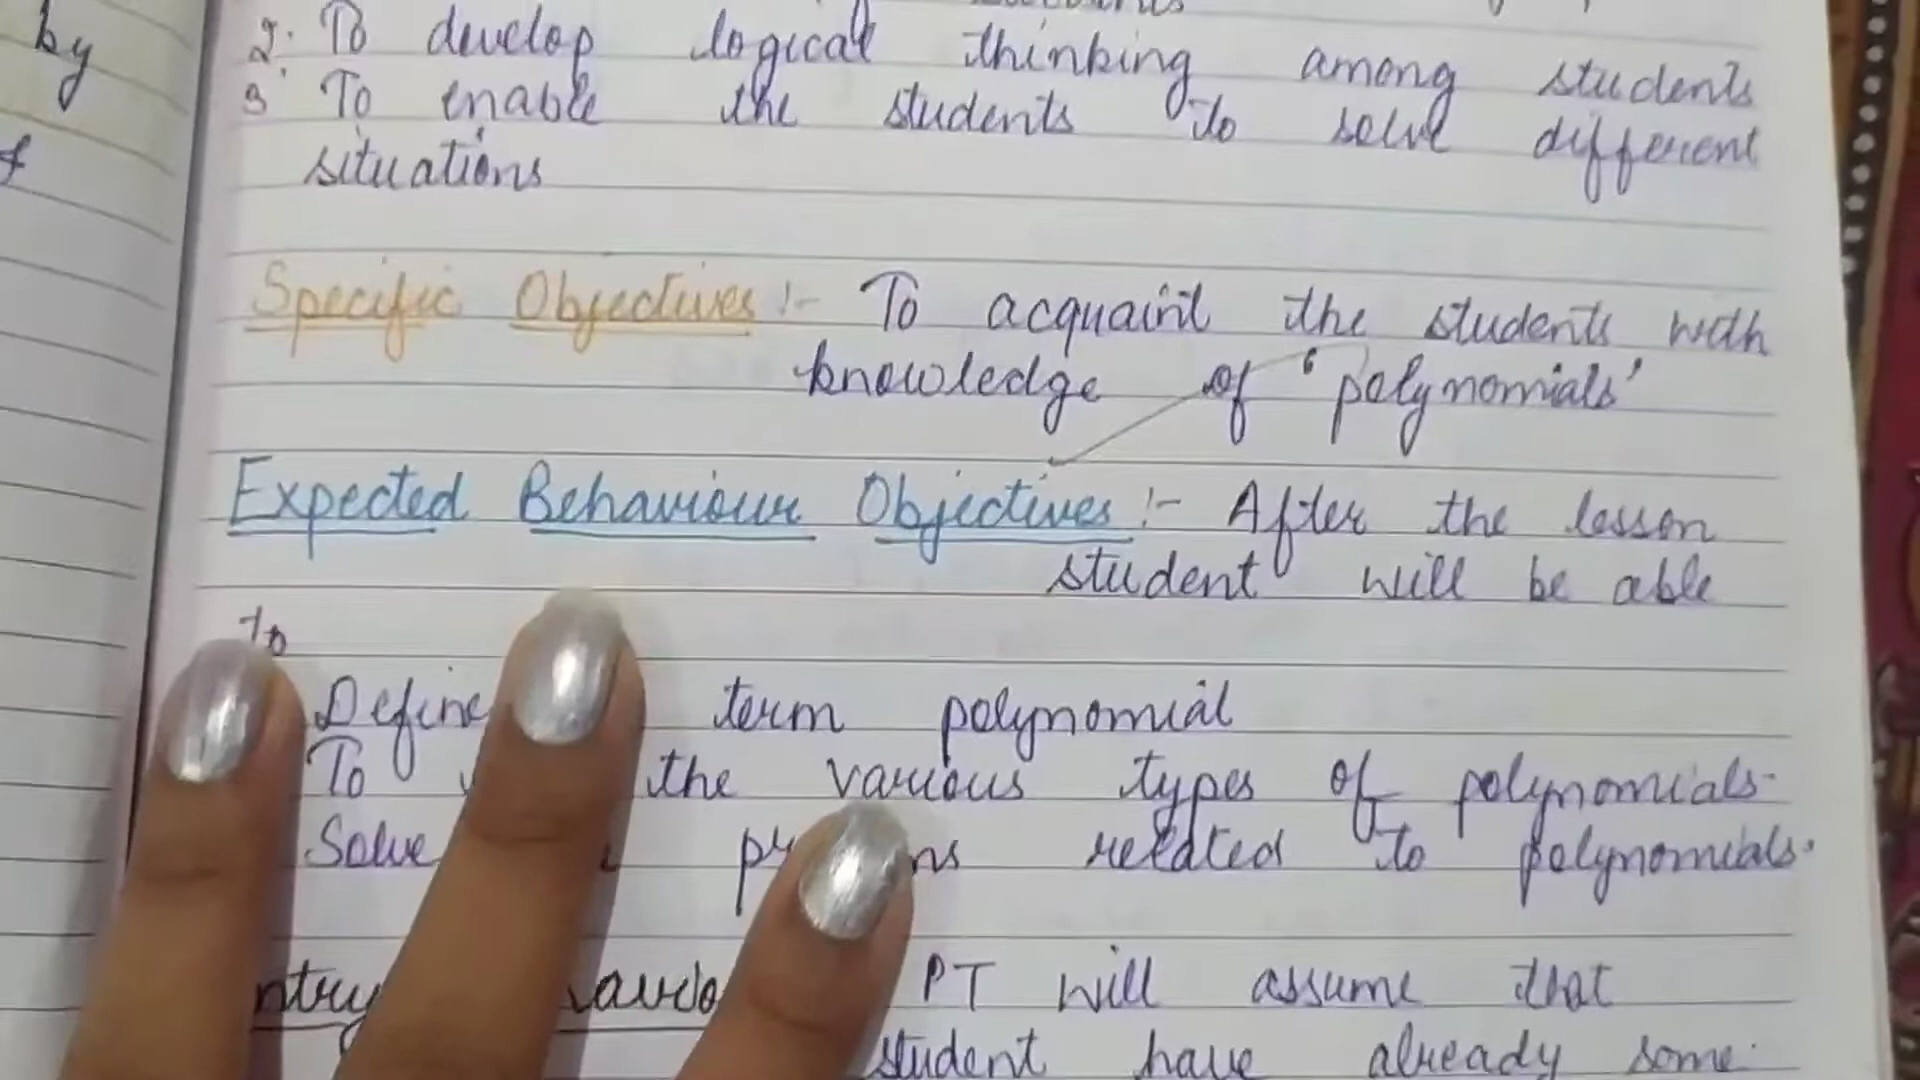 by
2. To develop logical thinking among students
3 To enable the students to solve different
situations
Specific Objectives :- To acquaint the students with
knowledge of 'polynomials'
Expected Behaviour Objectives :- After the lesson
student will be able
to
Define term polynomial
To the various types of polynomials.
Solve related to polynomials.
PT will assume that
student have already some